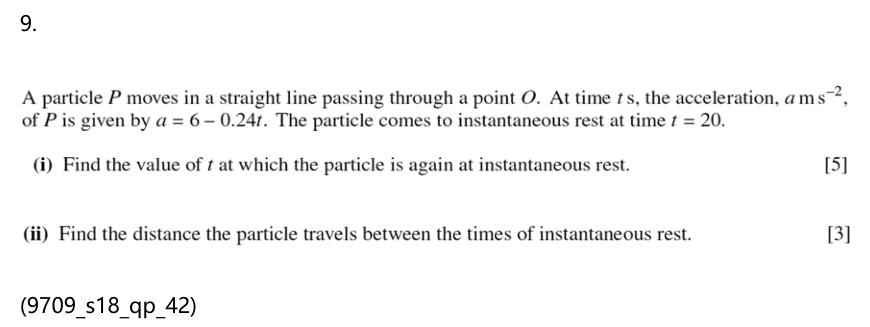 9.
A particle P moves in a straight line passing through a point O. At time t s, the acceleration, a m s⁻²,
of P is given by a = 6 – 0.24t. The particle comes to instantaneous rest at time t = 20.
(i) Find the value of t at which the particle is again at instantaneous rest. [5]
(ii) Find the distance the particle travels between the times of instantaneous rest. [3]
(9709_s18_qp_42)